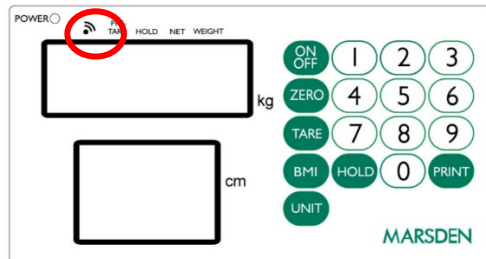 POWER
TARE HOLD NET WEIGHT
kg
cm
ON OFF 1 2 3
ZERO 4 5 6
TARE 7 8 9
BMI HOLD 0 PRINT
UNIT
MARSDEN